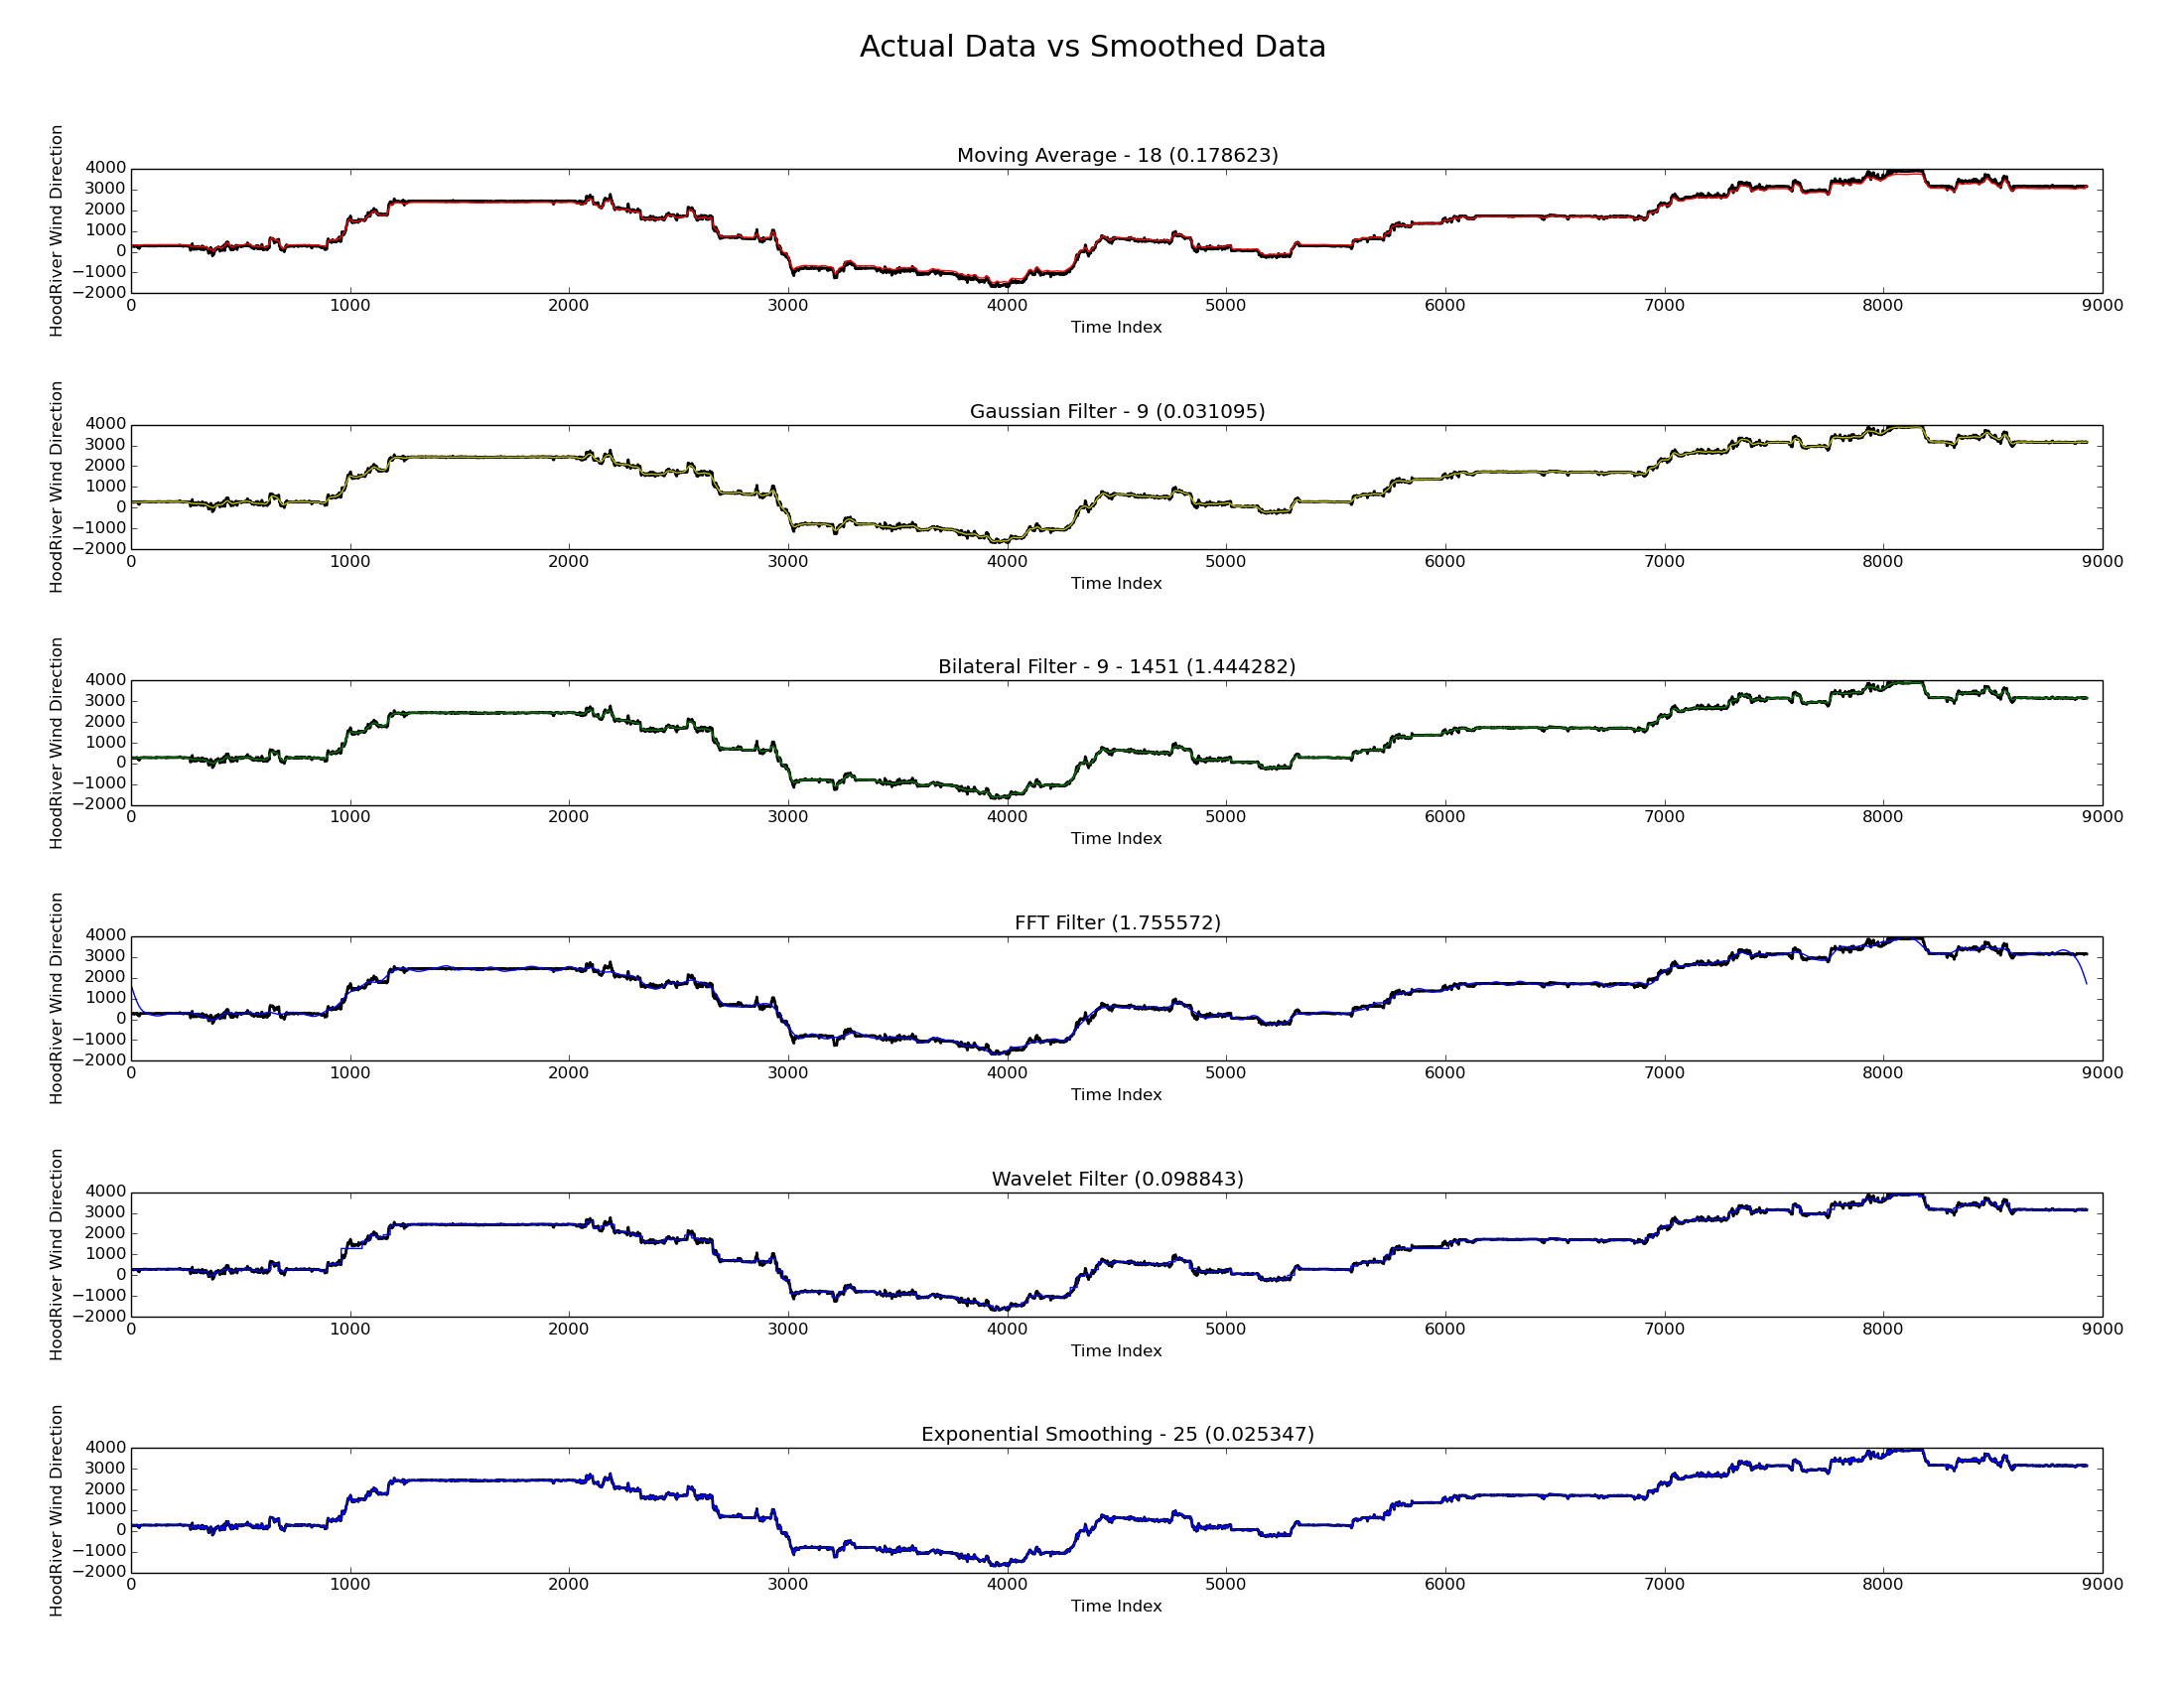 Actual Data vs Smoothed Data
Moving Average - 18 (0.178623)
HoodRiver Wind Direction
4000
3000
2000
1000
0
−1000
−2000
0 1000 2000 3000 4000 5000 6000 7000 8000 9000
Time Index
Gaussian Filter - 9 (0.031095)
HoodRiver Wind Direction
4000
3000
2000
1000
0
−1000
−2000
0 1000 2000 3000 4000 5000 6000 7000 8000 9000
Time Index
Bilateral Filter - 9 - 1451 (1.444282)
HoodRiver Wind Direction
4000
3000
2000
1000
0
−1000
−2000
0 1000 2000 3000 4000 5000 6000 7000 8000 9000
Time Index
FFT Filter (1.755572)
HoodRiver Wind Direction
4000
3000
2000
1000
0
−1000
−2000
0 1000 2000 3000 4000 5000 6000 7000 8000 9000
Time Index
Wavelet Filter (0.098843)
HoodRiver Wind Direction
4000
3000
2000
1000
0
−1000
−2000
0 1000 2000 3000 4000 5000 6000 7000 8000 9000
Time Index
Exponential Smoothing - 25 (0.025347)
HoodRiver Wind Direction
4000
3000
2000
1000
0
−1000
−2000
0 1000 2000 3000 4000 5000 6000 7000 8000 9000
Time Index